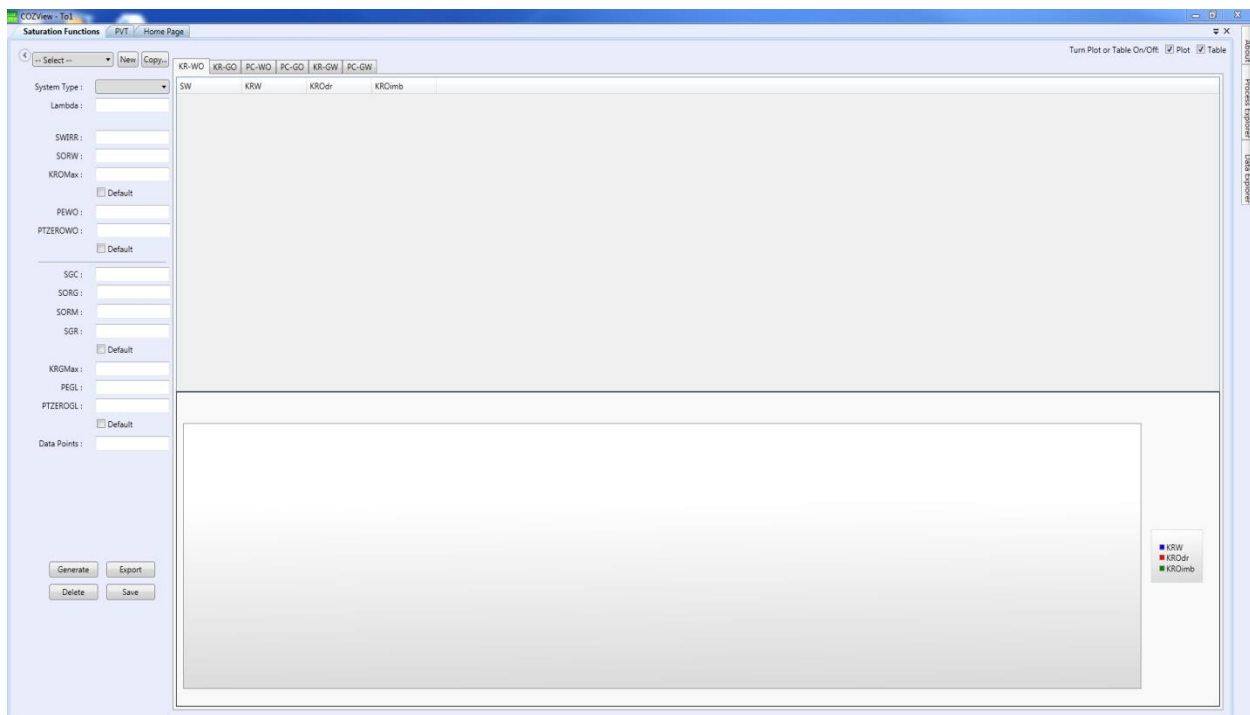 COZView - To1
Saturation Functions PVT Home Page
Turn Plot or Table On/Off: Plot Table
-- Select -- New Copy...
KR-WO KR-GO PC-WO PC-GO KR-GW PC-GW
System Type :
SW KRW KROdr KROimb
Lambda :
SWIRR :
SORW :
KROMax :
Default
PEWO :
PTZEROWO :
Default
SGC :
SORG :
SORM :
SGR :
Default
KRGMax :
PEGL :
PTZEROGL :
Default
Data Points :
Generate Export
Delete Save
KRW
KROdr
KROimb
About
Process Explorer
Data Explorer